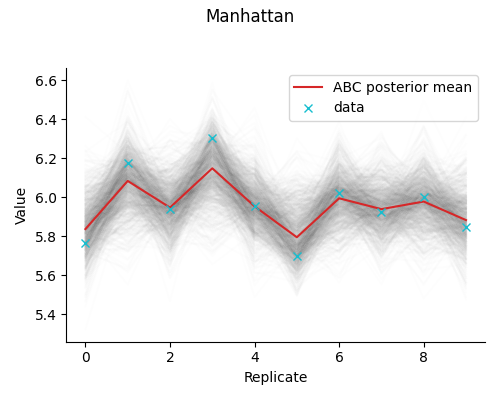 Manhattan
ABC posterior mean
data
Value
6.6
6.4
6.2
6.0
5.8
5.6
5.4
0
2
4
6
8
Replicate